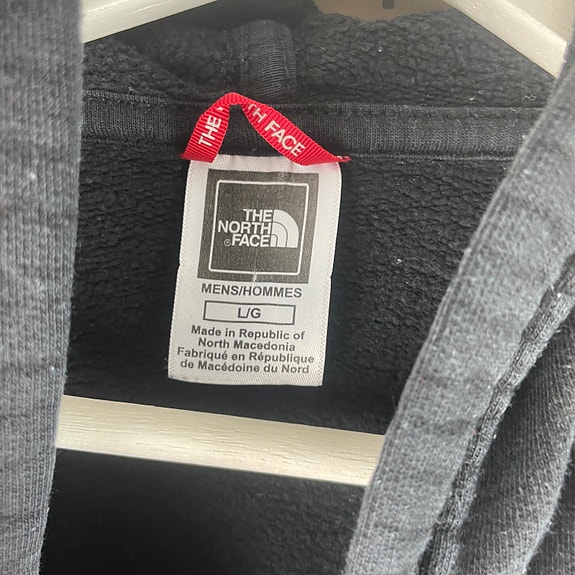 THE NORTH FACE
THE
NORTH
®FACE
MENS/HOMMES
L/G
Made in Republic of
North Macedonia
Fabriqué en République
de Macédoine du Nord